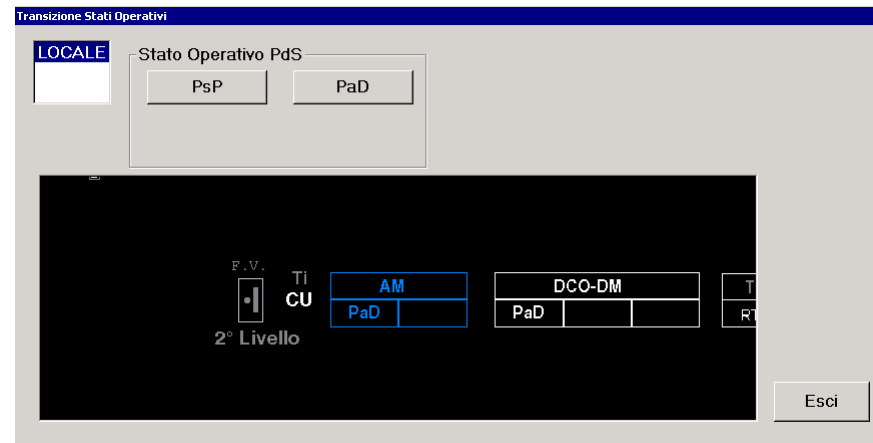 Transizione Stati Operativi
LOCALE
Stato Operativo PdS
PsP PaD
F.V.
Ti
CU
2° Livello
AM
PaD
DCO-DM
PaD
T
RT
Esci